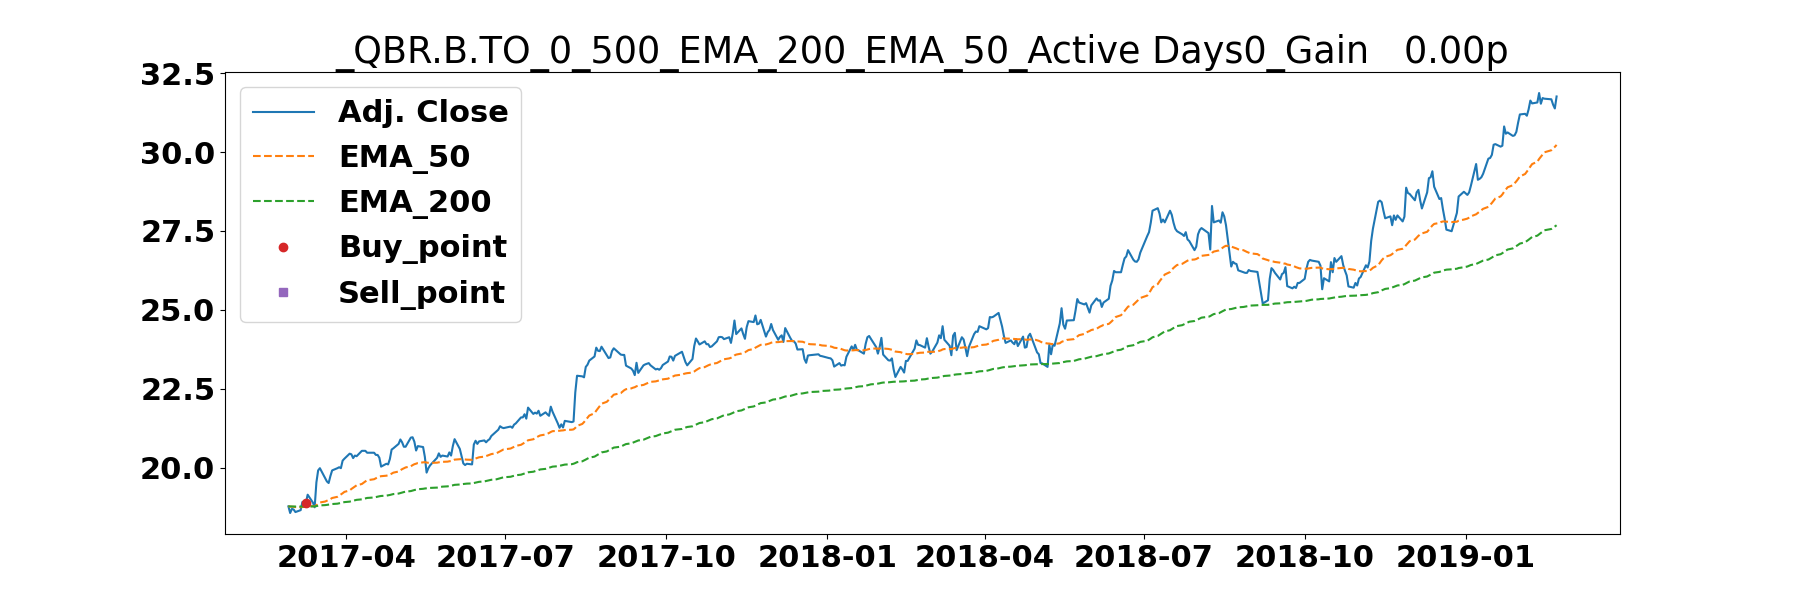 _QBR.B.TO_0_500_EMA_200_EMA_50_Active Days0_Gain   0.00p
32.5
30.0
27.5
25.0
22.5
20.0
Adj. Close
EMA_50
EMA_200
Buy_point
Sell_point
2017-04 2017-07 2017-10 2018-01 2018-04 2018-07 2018-10 2019-01